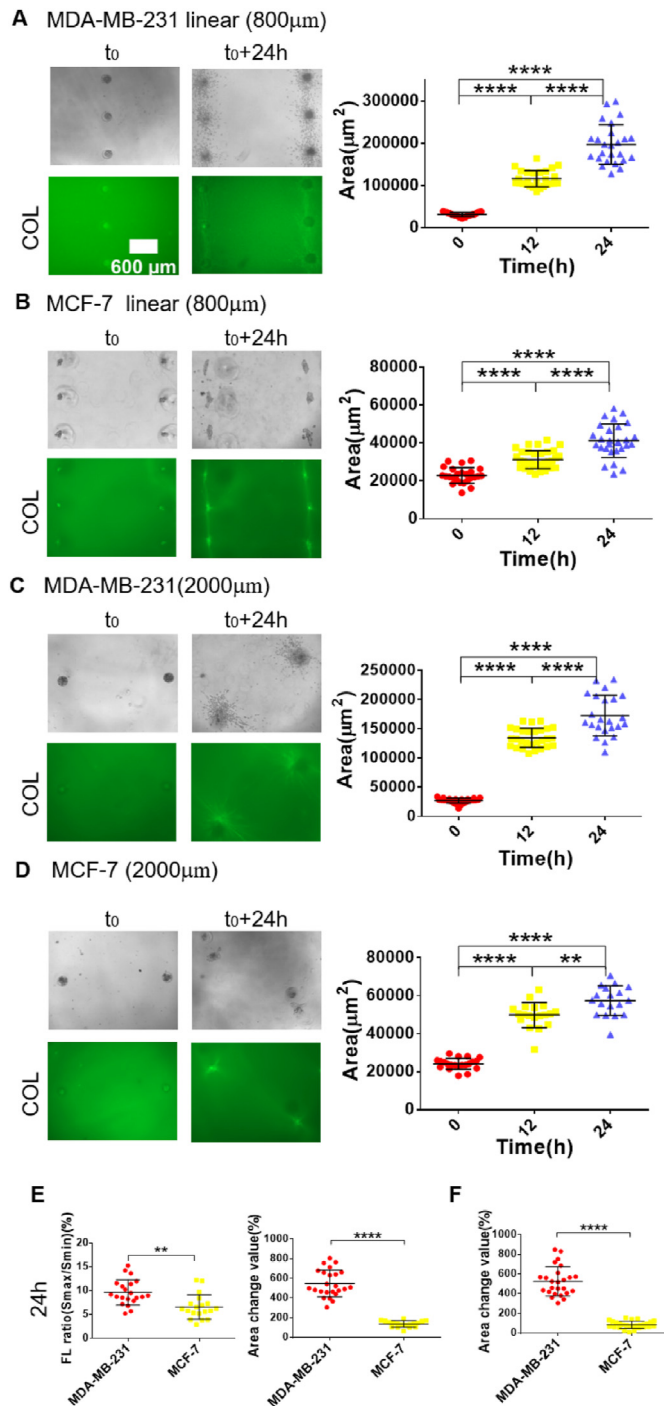 A MDA-MB-231 linear (800μm)
t0 t0+24h
COL
600 μm
****
**** ****
Area(μm²)
300000
200000
100000
0
0 12 24
Time(h)
B MCF-7 linear (800μm)
t0 t0+24h
COL
****
**** ****
Area(μm²)
80000
60000
40000
20000
0
0 12 24
Time(h)
C MDA-MB-231(2000μm)
t0 t0+24h
COL
****
**** ****
Area(μm²)
250000
200000
150000
100000
50000
0
0 12 24
Time(h)
D MCF-7 (2000μm)
t0 t0+24h
COL
****
**** **
Area(μm²)
80000
60000
40000
20000
0
0 12 24
Time(h)
E
24h
FL ratio(Smax/Smin)(%)
20
15
10
5
0
**
MDA-MB-231 MCF-7
Area change value(%)
1000
800
600
400
200
0
****
MDA-MB-231 MCF-7
F
Area change value(%)
1000
800
600
400
200
0
****
MDA-MB-231 MCF-7